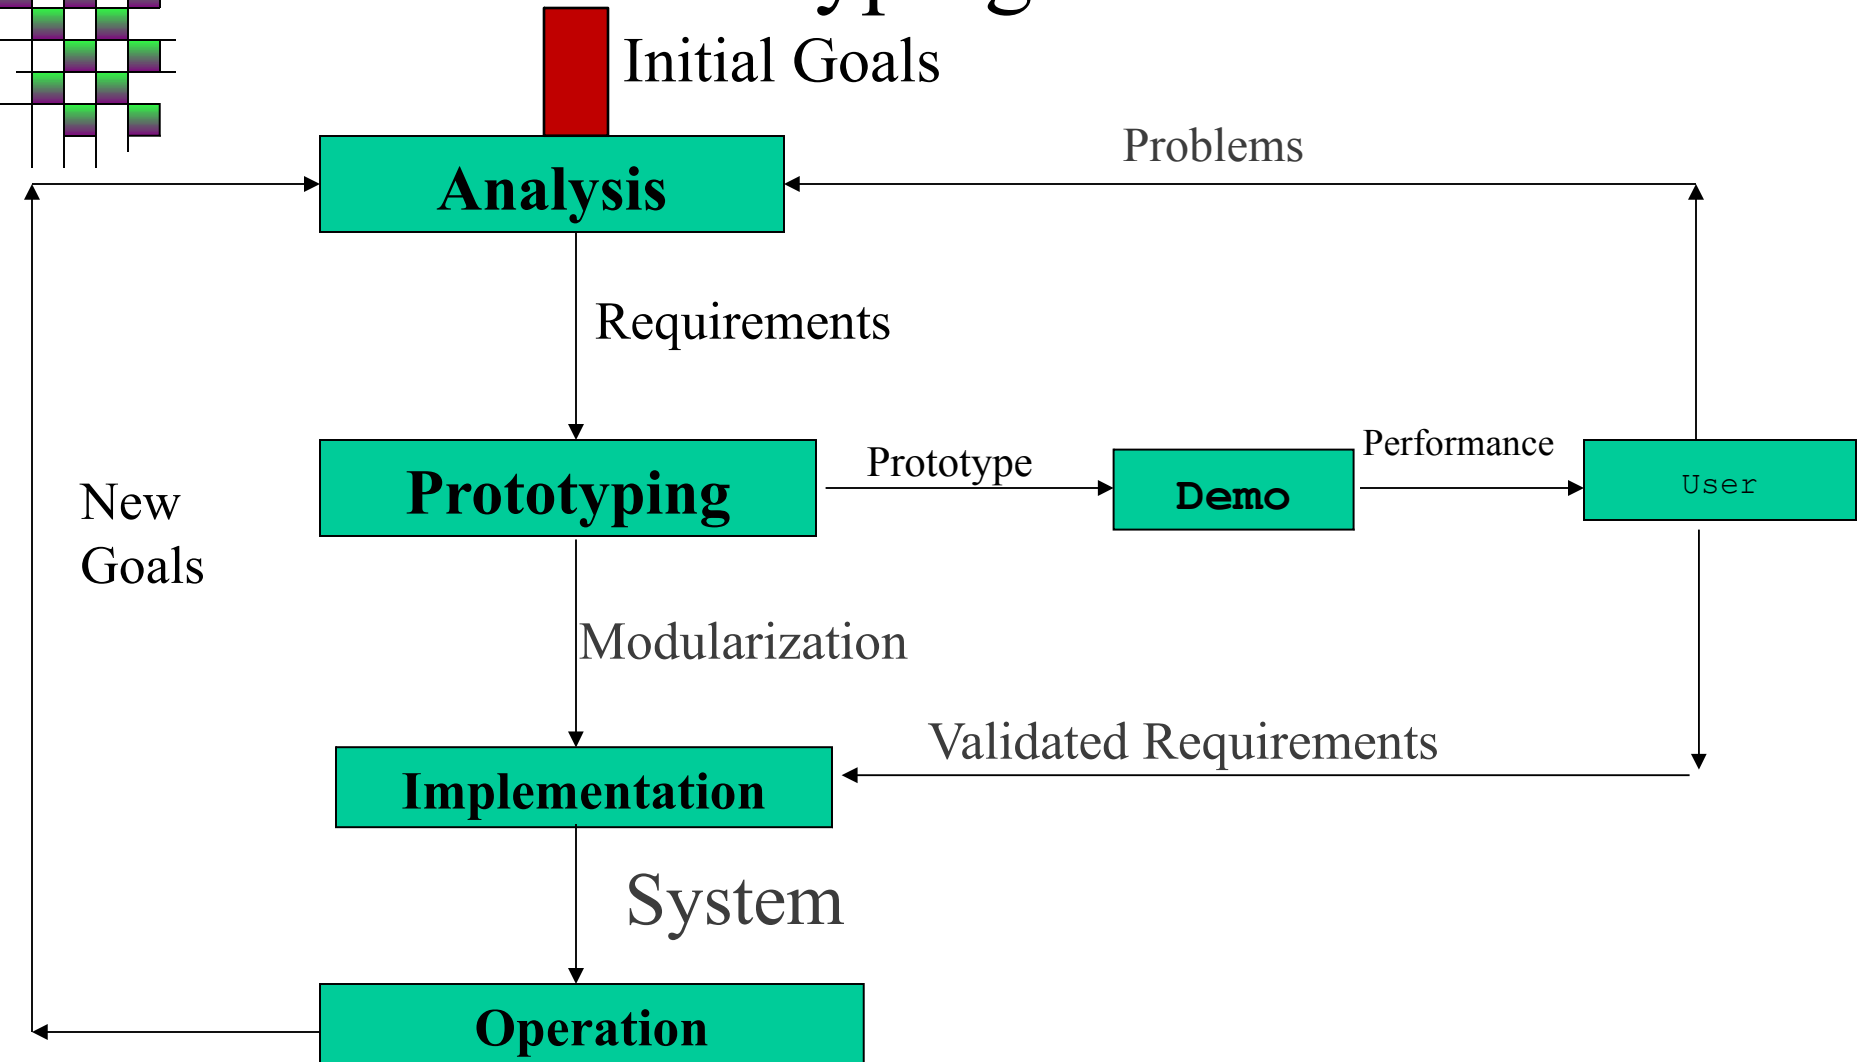 Initial Goals
Problems
Analysis
Requirements
Performance
Prototype
Prototyping
Demo
User
New
Goals
Modularization
Validated Requirements
Implementation
System
Operation